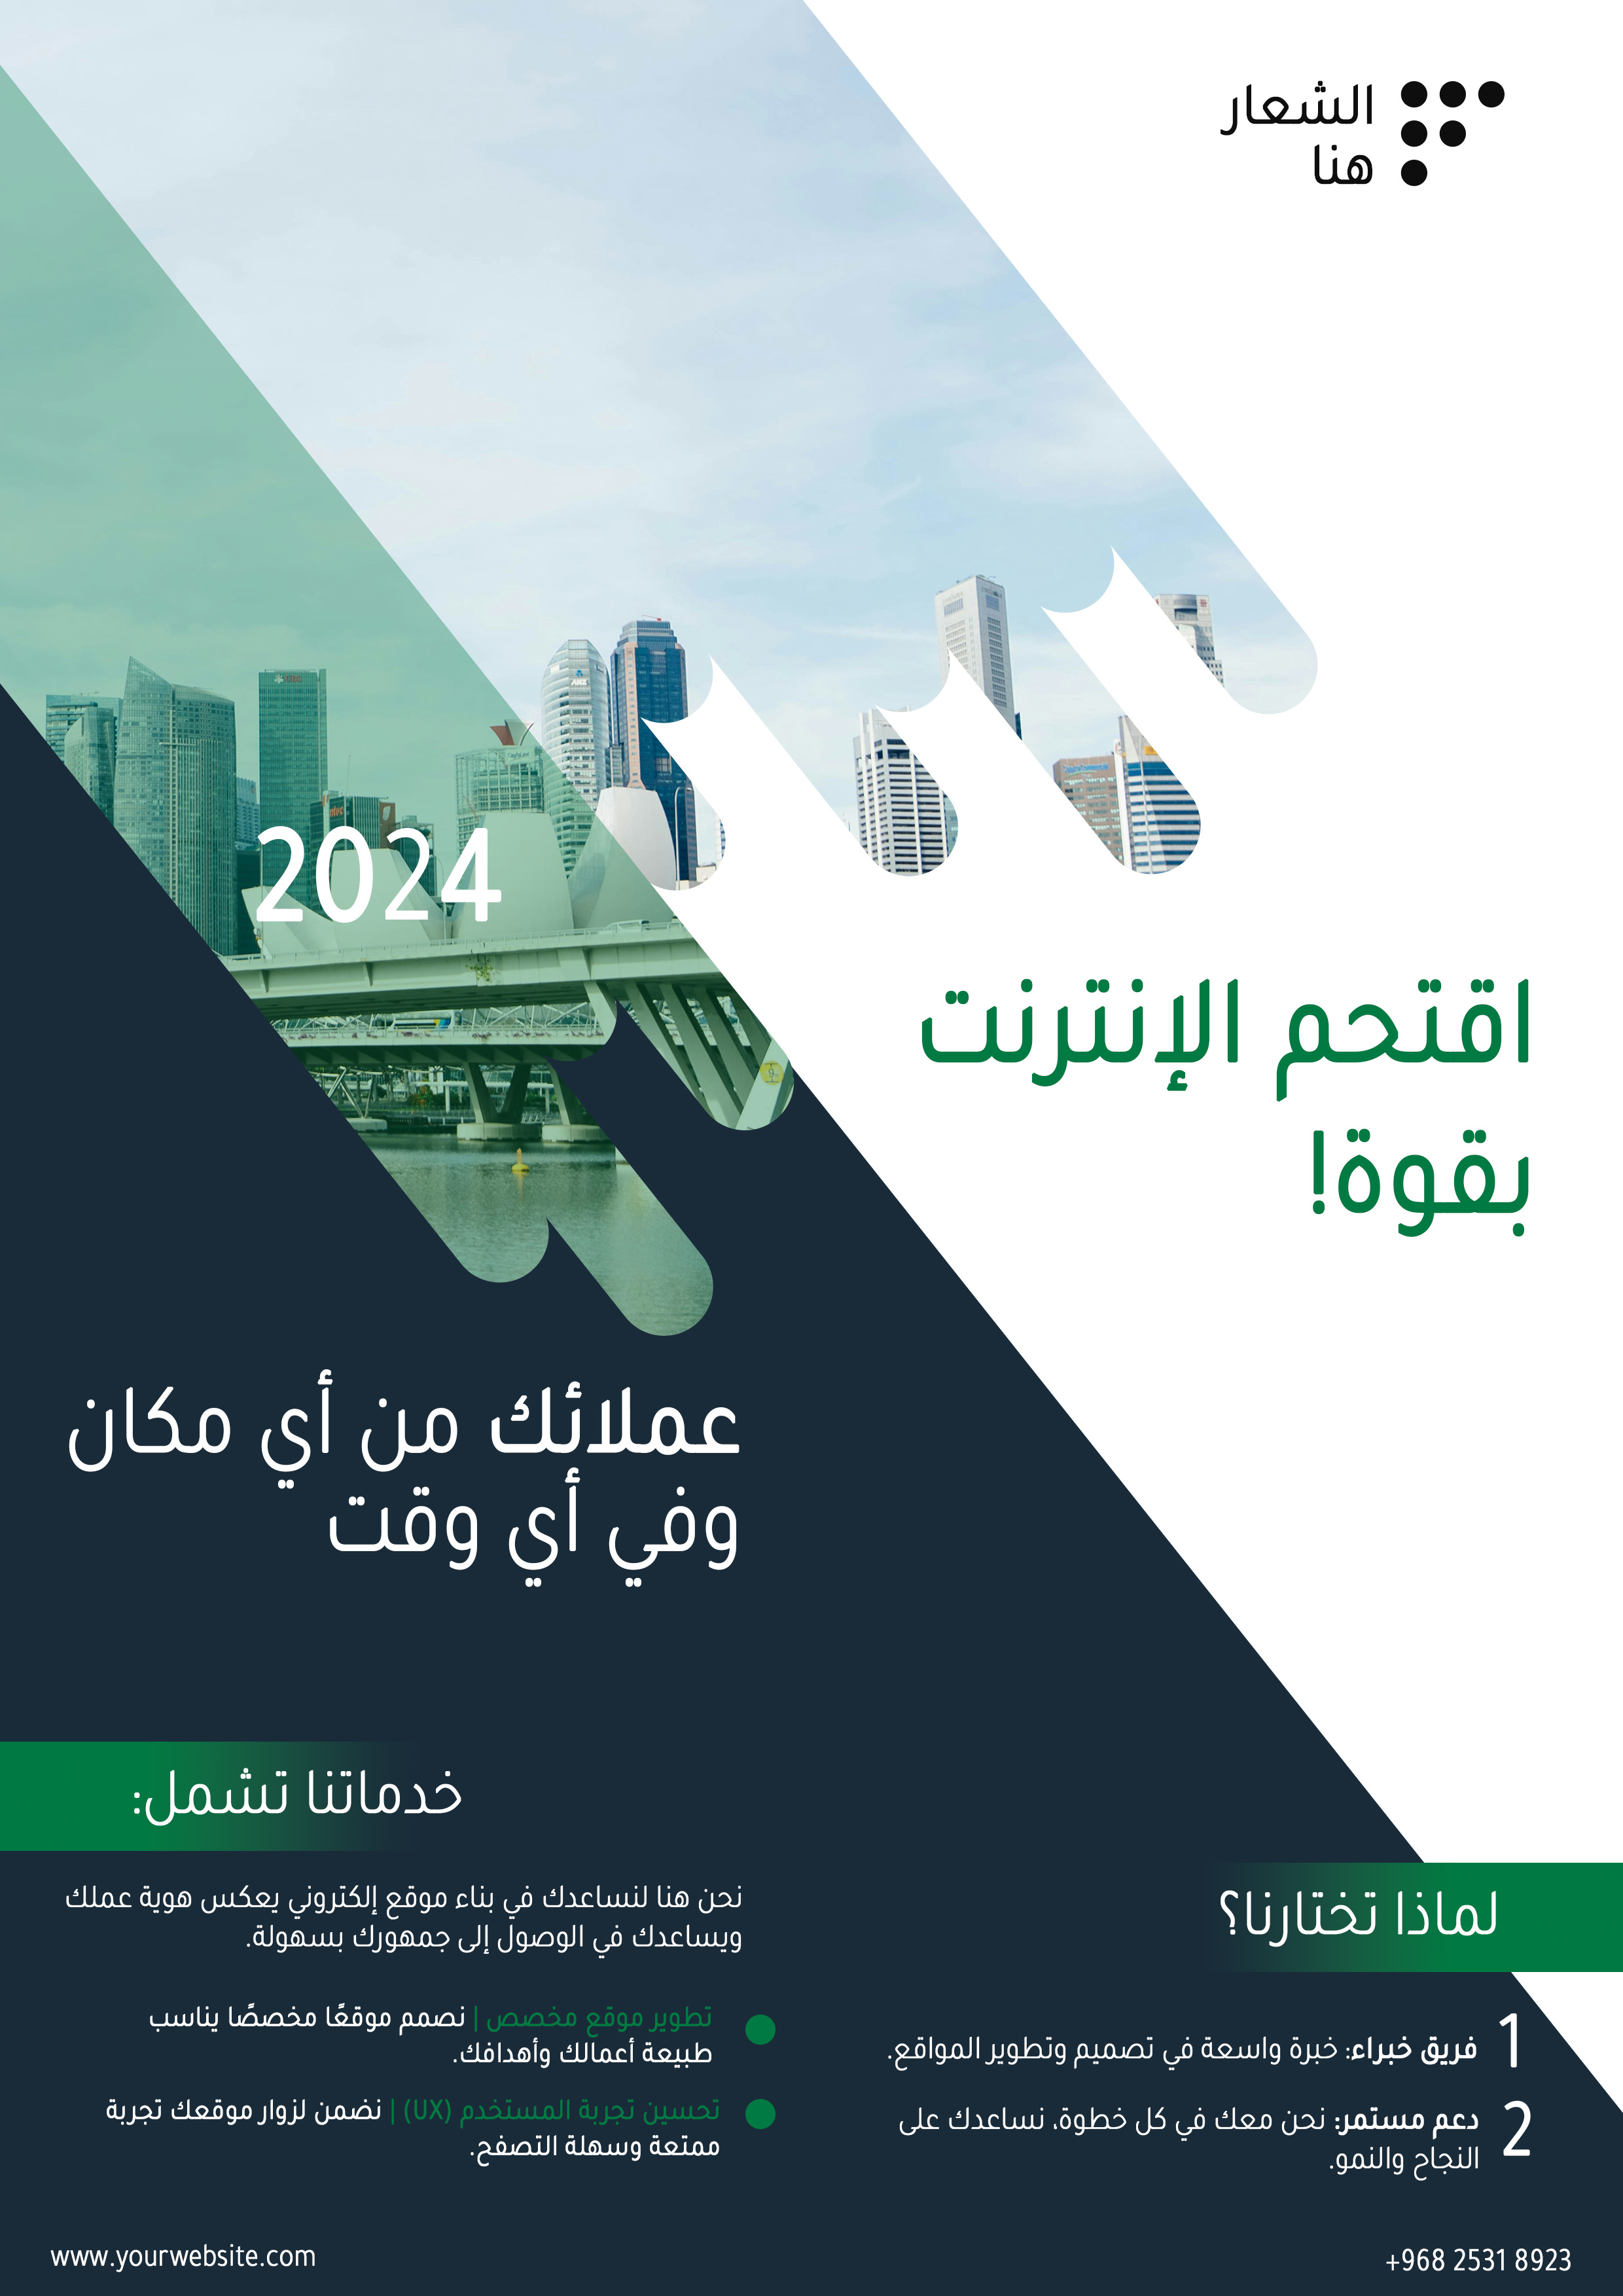 الشعار
هنا
2024
اقتحم الإنترنت
بقوة!
عملائك من أي مكان
وفي أي وقت
خدماتنا تشمل:
نحن هنا لنساعدك في بناء موقع إلكتروني يعكس هوية عملك
ويساعدك في الوصول إلى جمهورك بسهولة.
تطوير موقع مخصص | نصمم موقعًا مخصصًا يناسب
طبيعة أعمالك وأهدافك.
تحسين تجربة المستخدم (UX) | نضمن لزوار موقعك تجربة
ممتعة وسهلة التصفح.
لماذا تختارنا؟
1 فريق خبراء: خبرة واسعة في تصميم وتطوير المواقع.
2 دعم مستمر: نحن معك في كل خطوة، نساعدك على
النجاح والنمو.
www.yourwebsite.com
+968 2531 8923